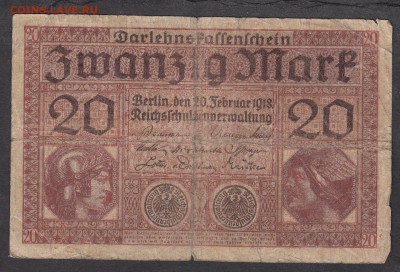 COINS.LAVE.RU
20
20
Darlehnskassenschein
Zwanzig Mark
20
Berlin, den 20. Februar 1918
Reichsschuldenverwaltung
20
20
20